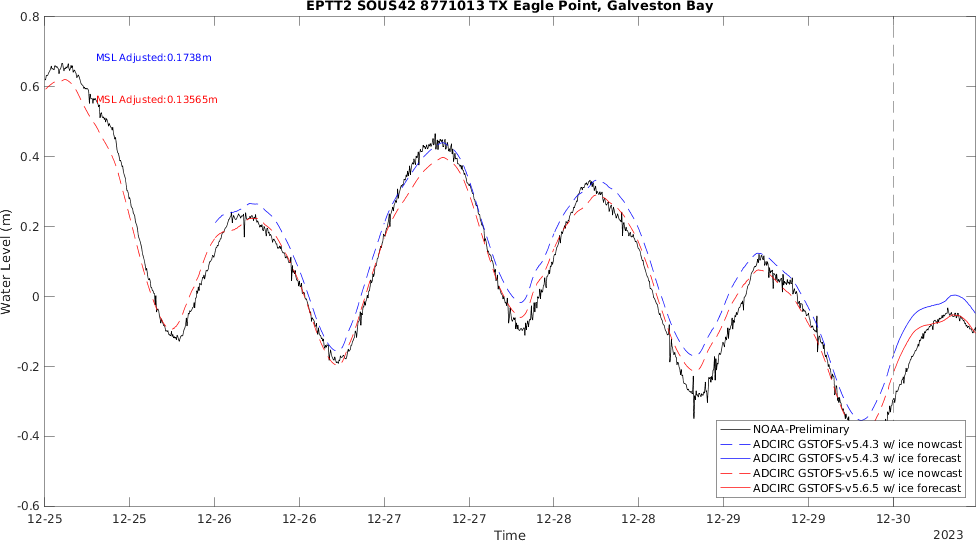 EPTT2 SOUS42 8771013 TX Eagle Point, Galveston Bay
0.8
0.6
0.4
0.2
0
-0.2
-0.4
-0.6
Water Level (m)
MSL Adjusted:0.1738m
MSL Adjusted:0.13565m
NOAA-Preliminary
ADCIRC GSTOFS-v5.4.3 w/ ice nowcast
ADCIRC GSTOFS-v5.4.3 w/ ice forecast
ADCIRC GSTOFS-v5.6.5 w/ ice nowcast
ADCIRC GSTOFS-v5.6.5 w/ ice forecast
12-25 12-25 12-26 12-26 12-27 12-27 12-28 12-28 12-29 12-29 12-30
Time
2023